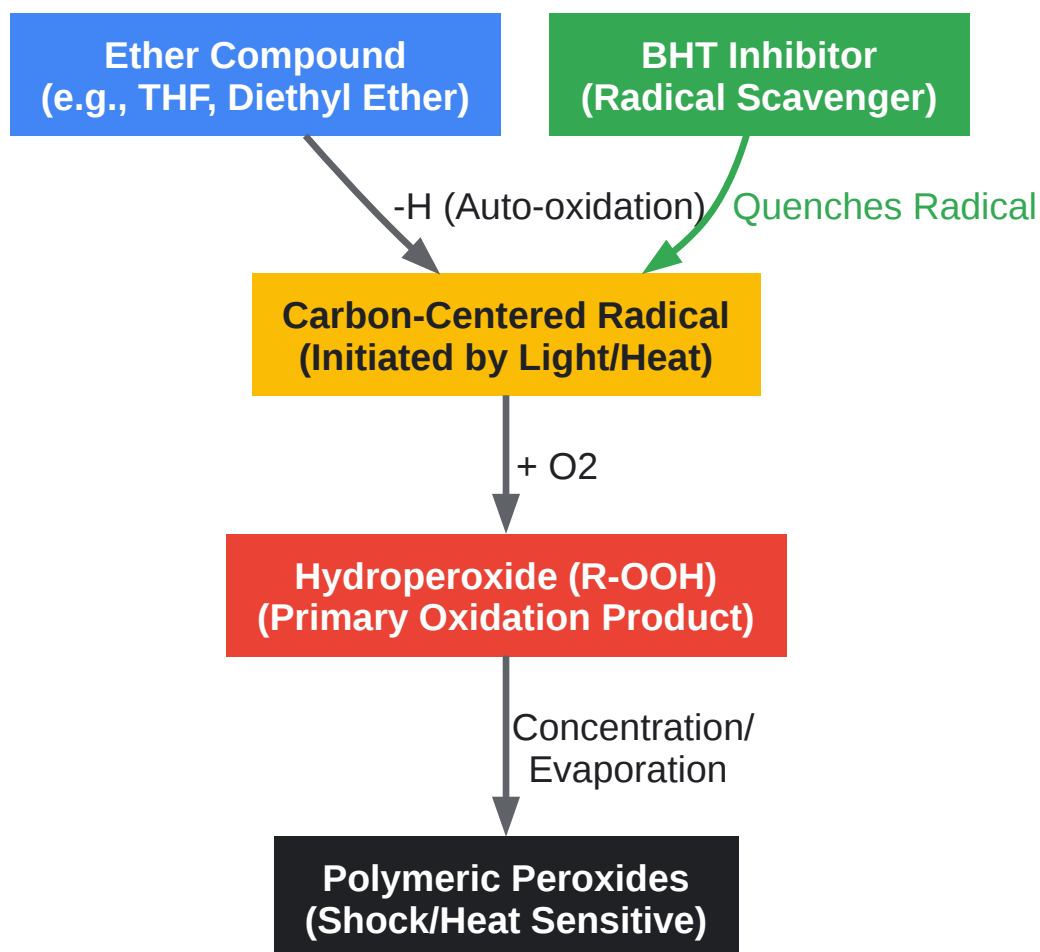 Ether Compound
(e.g., THF, Diethyl Ether)
BHT Inhibitor
(Radical Scavenger)
-H (Auto-oxidation)
Quenches Radical
Carbon-Centered Radical
(Initiated by Light/Heat)
+ O2
Hydroperoxide (R-OOH)
(Primary Oxidation Product)
Concentration/
Evaporation
Polymeric Peroxides
(Shock/Heat Sensitive)